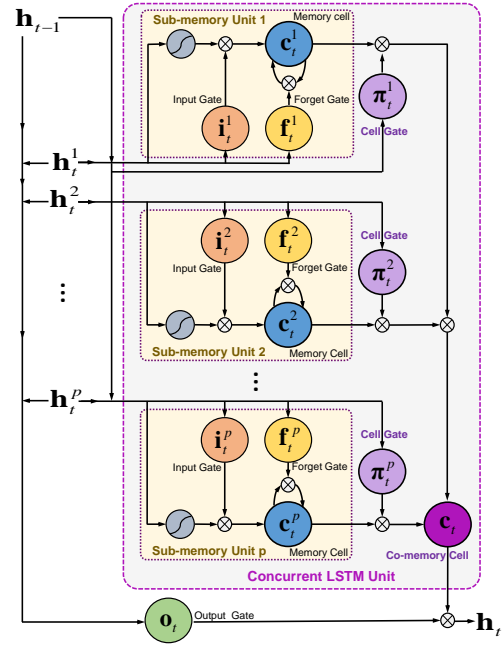 h_{t-1}
Sub-memory Unit 1
Memory cell
c_t^1
Input Gate
Forget Gate
i_t^1
f_t^1
π_t^1
Cell Gate
h_t^1
h_t^2
i_t^2
f_t^2
Cell Gate
π_t^2
Input Gate
Forget Gate
c_t^2
Sub-memory Unit 2
Memory Cell
⋮
...
h_t^p
i_t^p
f_t^p
Cell Gate
π_t^p
Input Gate
Forget Gate
c_t^p
c_t
Sub-memory Unit p
Memory Cell
Co-memory Cell
Concurrent LSTM Unit
o_t
Output Gate
h_t